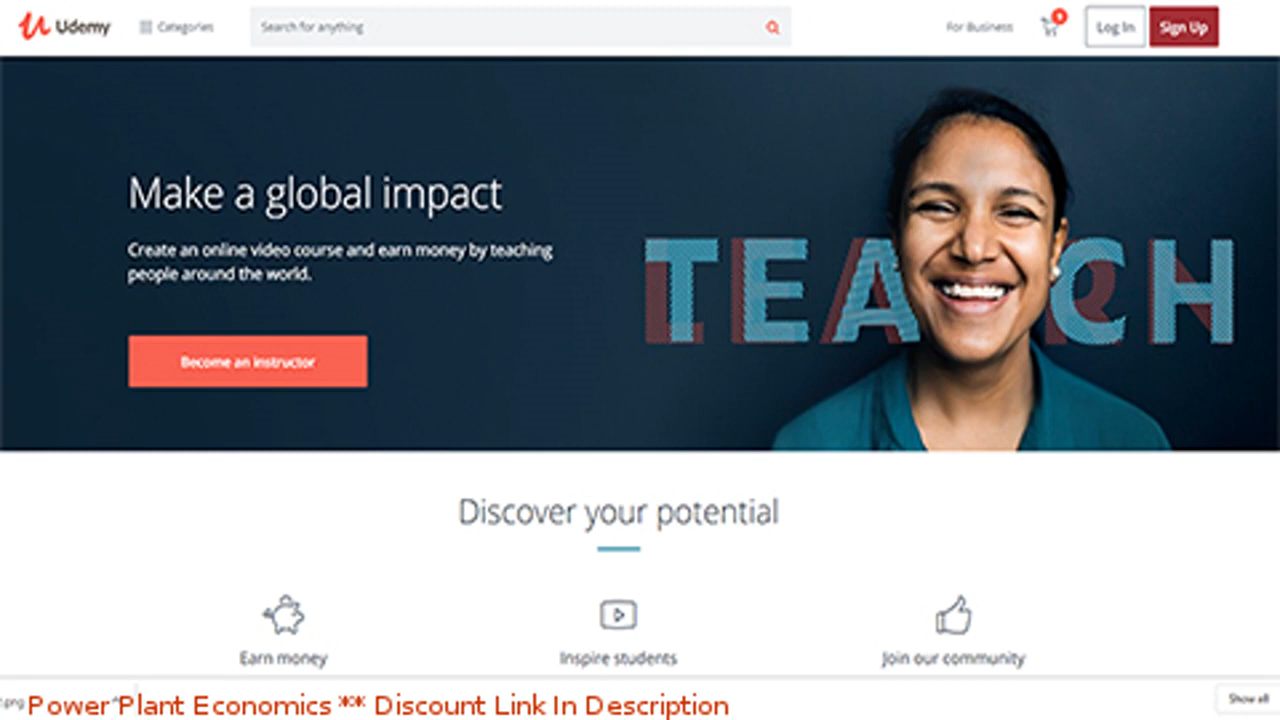 Udemy
Categories
Search for anything
For Business
Log In
Sign Up
Make a global impact
Create an online video course and earn money by teaching
people around the world.
Become an instructor
TEACH
Discover your potential
Earn money
Inspire students
Join our community
.png
Power Plant Economics ** Discount Link In Description
Show all